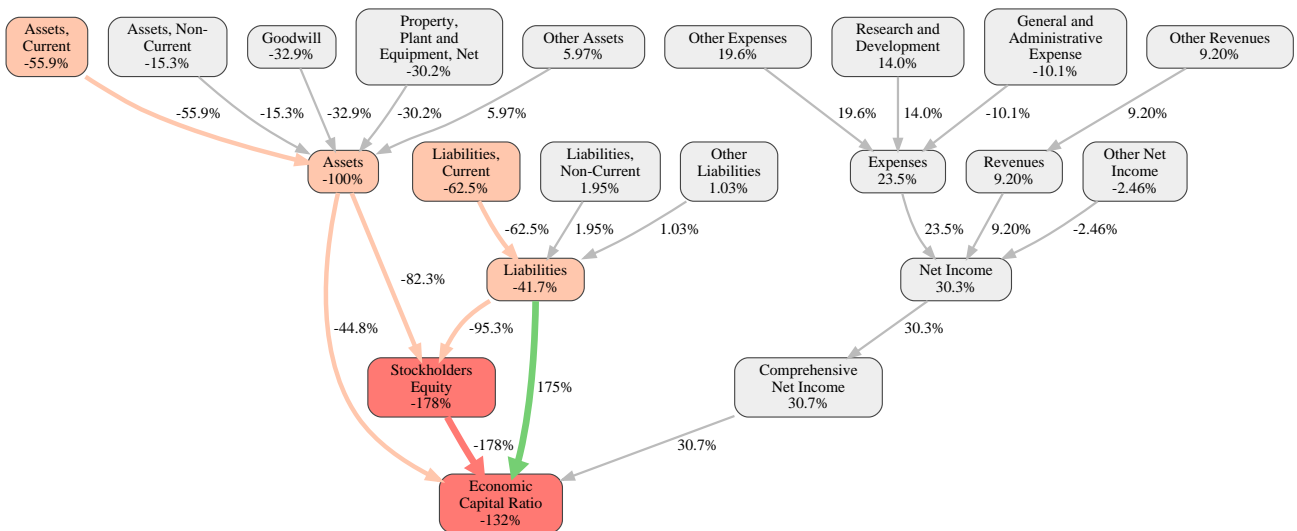 Assets,
Current
-55.9%
Assets, Non-
Current
-15.3%
Goodwill
-32.9%
Property,
Plant and
Equipment, Net
-30.2%
Other Assets
5.97%
Other Expenses
19.6%
Research and
Development
14.0%
General and
Administrative
Expense
-10.1%
Other Revenues
9.20%
-55.9%
-15.3%
-32.9%
-30.2%
5.97%
19.6%
14.0%
-10.1%
9.20%
Assets
-100%
Liabilities,
Current
-62.5%
Liabilities,
Non-Current
1.95%
Other
Liabilities
1.03%
Expenses
23.5%
Revenues
9.20%
Other Net
Income
-2.46%
-62.5%
1.95%
1.03%
23.5%
9.20%
-2.46%
Liabilities
-41.7%
Net Income
30.3%
-82.3%
-44.8%
-95.3%
175%
30.3%
Stockholders
Equity
-178%
Comprehensive
Net Income
30.7%
-178%
30.7%
Economic
Capital Ratio
-132%